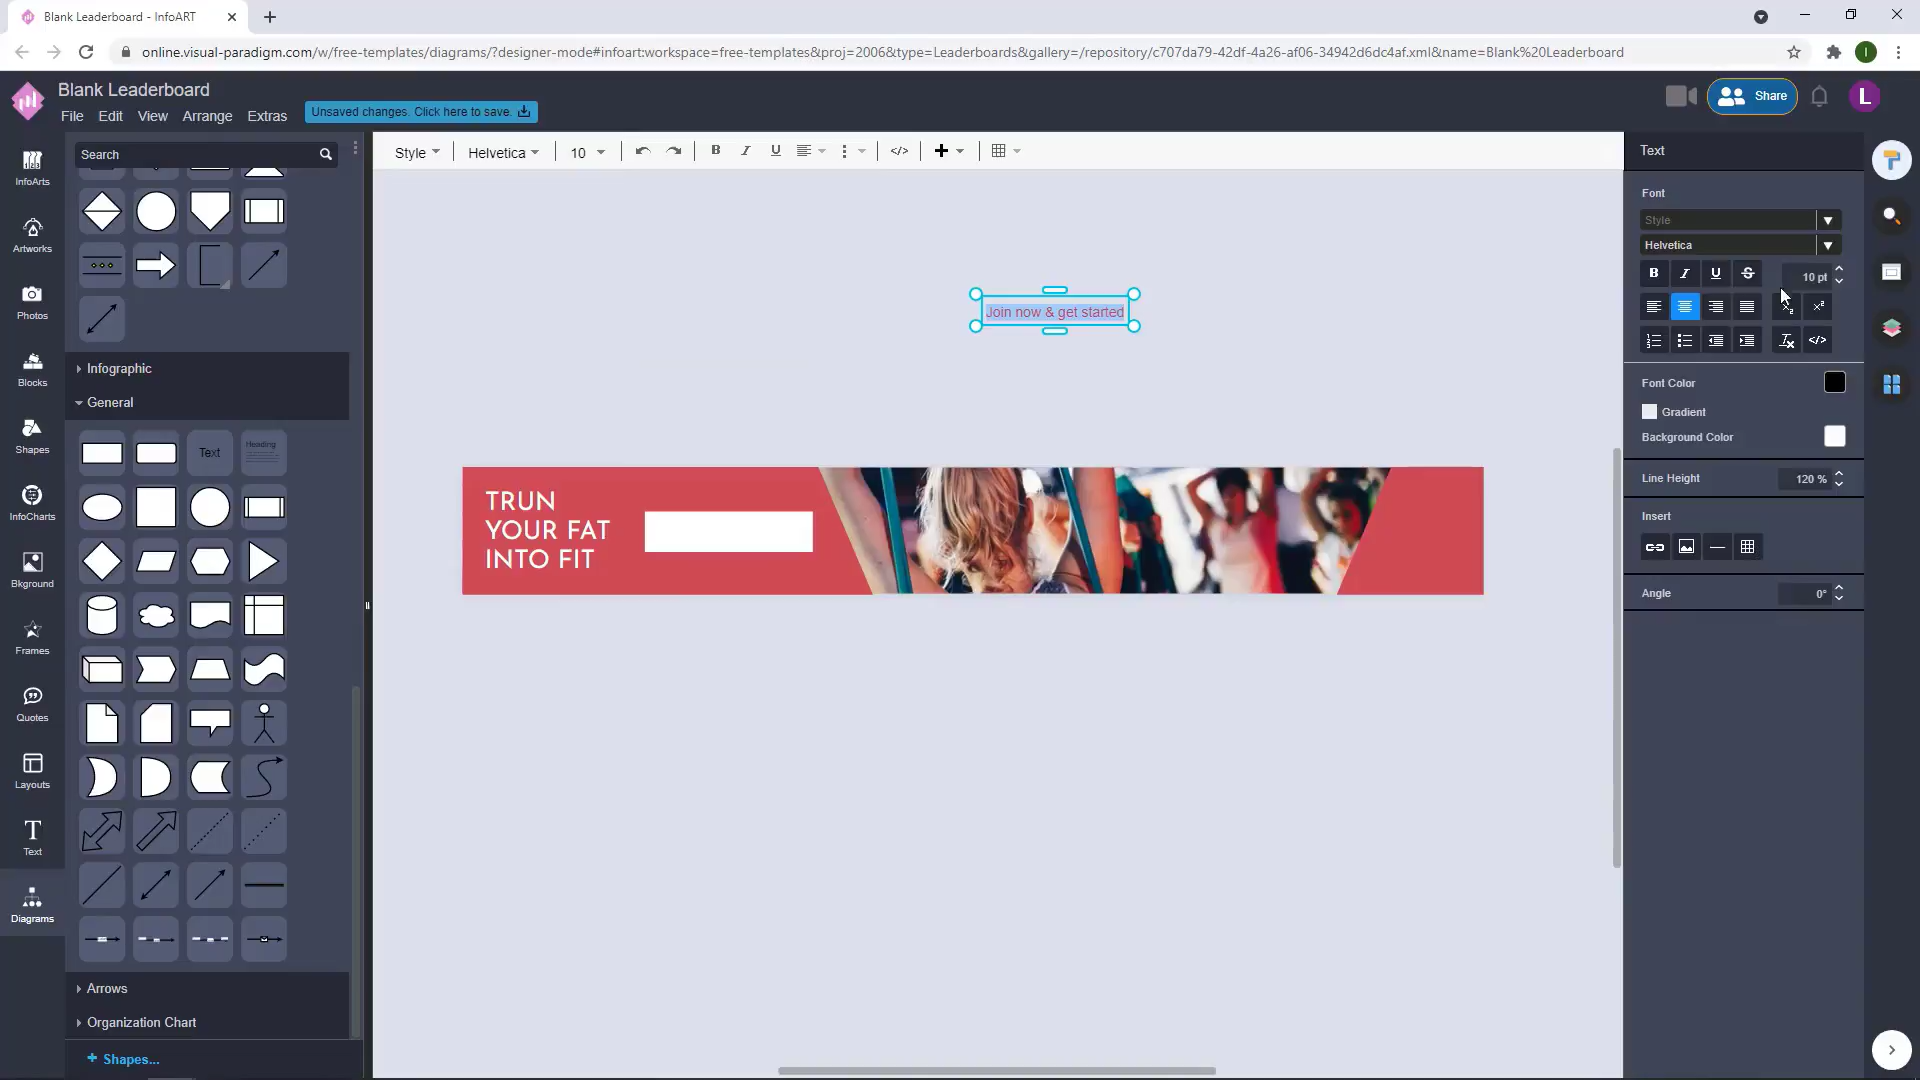 Blank Leaderboard - InfoART
online.visual-paradigm.com/w/free-templates/diagrams/?designer-mode#infoart:workspace=free-templates&proj=2006&type=Leaderboards&gallery=/repository/c707da79-42df-4a26-af06-34942d6dc4af.xml&name=Blank%20Leaderboard
I
Blank Leaderboard
File Edit View Arrange Extras
Unsaved changes. Click here to save.
Share
L
InfoArts
Artworks
Photos
Blocks
Shapes
InfoCharts
Bkground
Frames
Quotes
Layouts
Text
Diagrams
Search
Infographic
General
Text
Heading
Arrows
Organization Chart
+ Shapes...
Style
Helvetica
10
B I U
Join now & get started
TRUN
YOUR FAT
INTO FIT
Text
Font
Style
Helvetica
B I U S 10 pt
Font Color
Gradient
Background Color
Line Height 120 %
Insert
Angle 0°